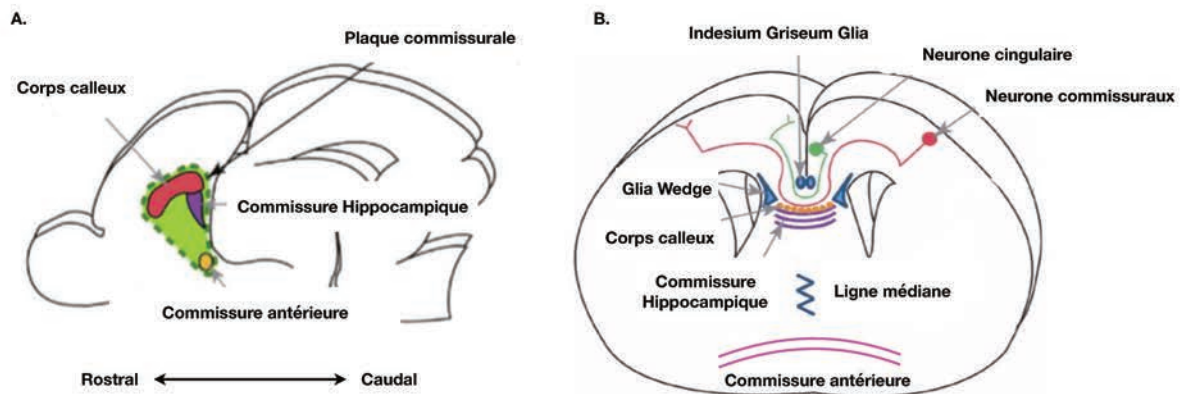 A.
Plaque commissurale
Corps calleux
Commissure Hippocampique
Commissure antérieure
Rostral
Caudal
B.
Indesium Griseum Glia
Neurone cingulaire
Neurone commissuraux
Glia Wedge
Corps calleux
Commissure
Hippocampique
Ligne médiane
Commissure antérieure